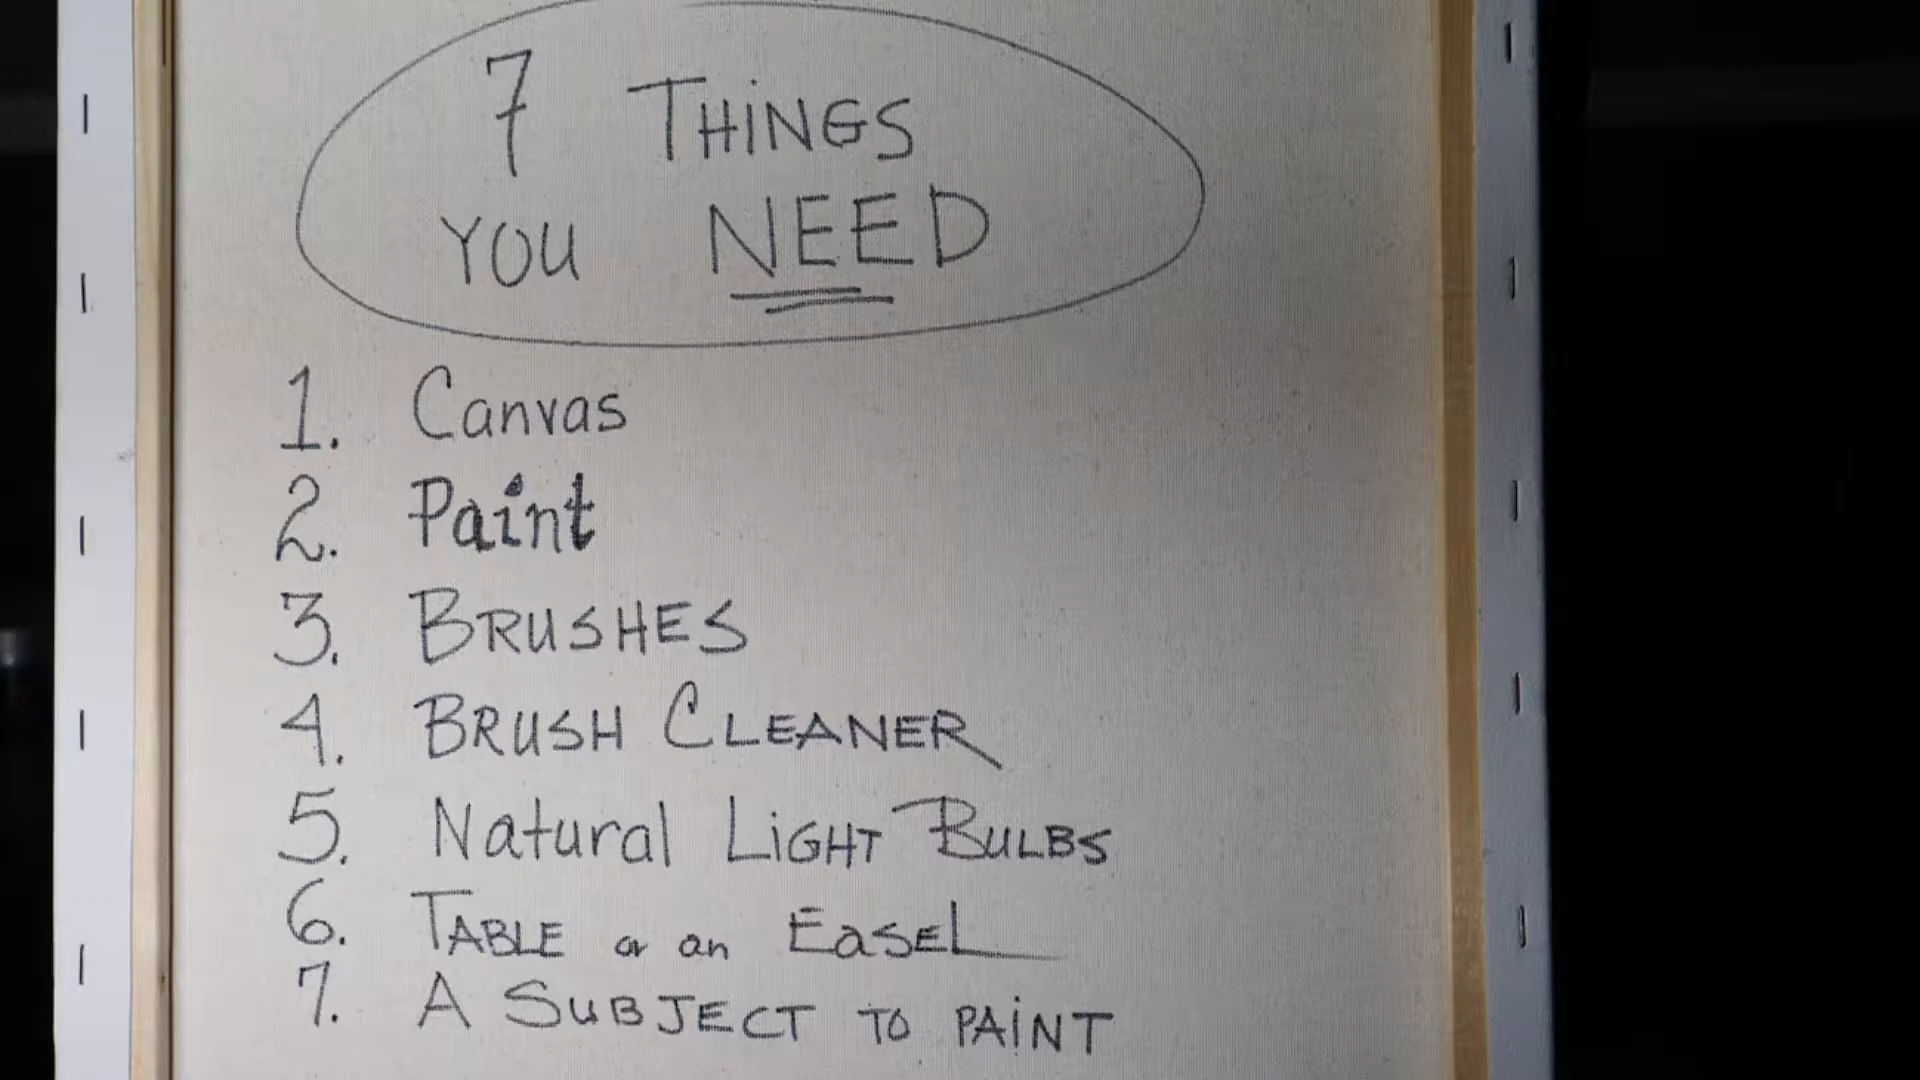 7 THiNGS
YOU NEED
1. Canvas
2. Paint
3. BRUSHES
4. BRUSH CLEANER
5. Natural LiGHT BULBS
6. TABLE or an EaSEL
7. A SUBJECT TO PAiNT